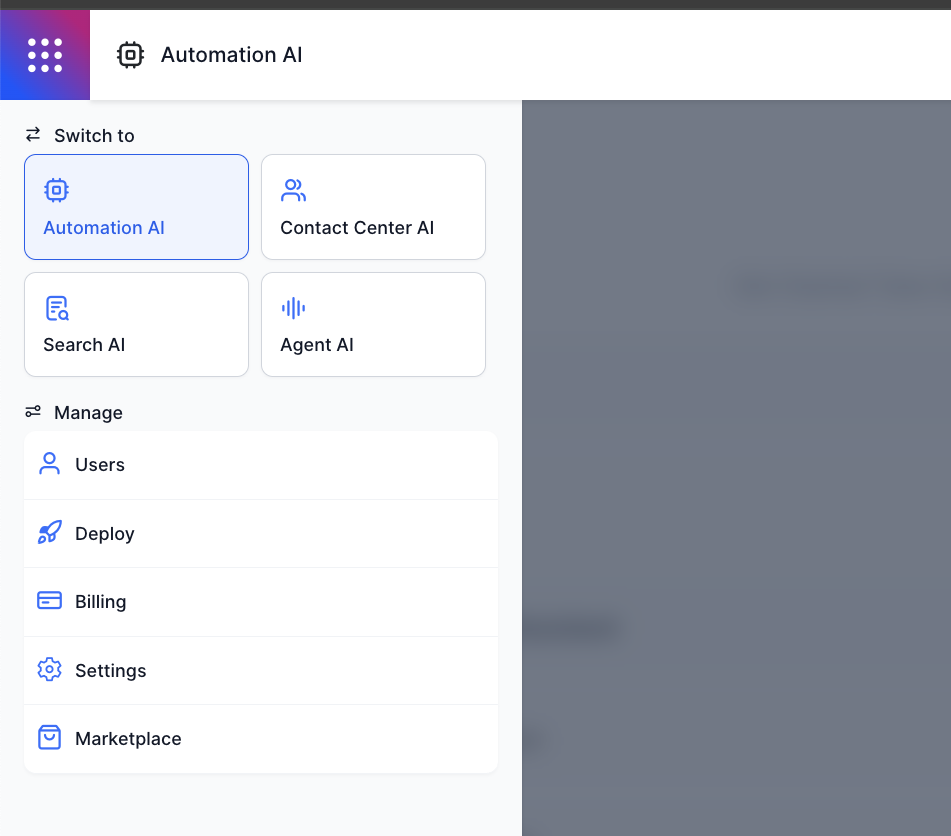 Automation AI
Switch to
Automation AI
Contact Center AI
Search AI
Agent AI
Manage
Users
Deploy
Billing
Settings
Marketplace